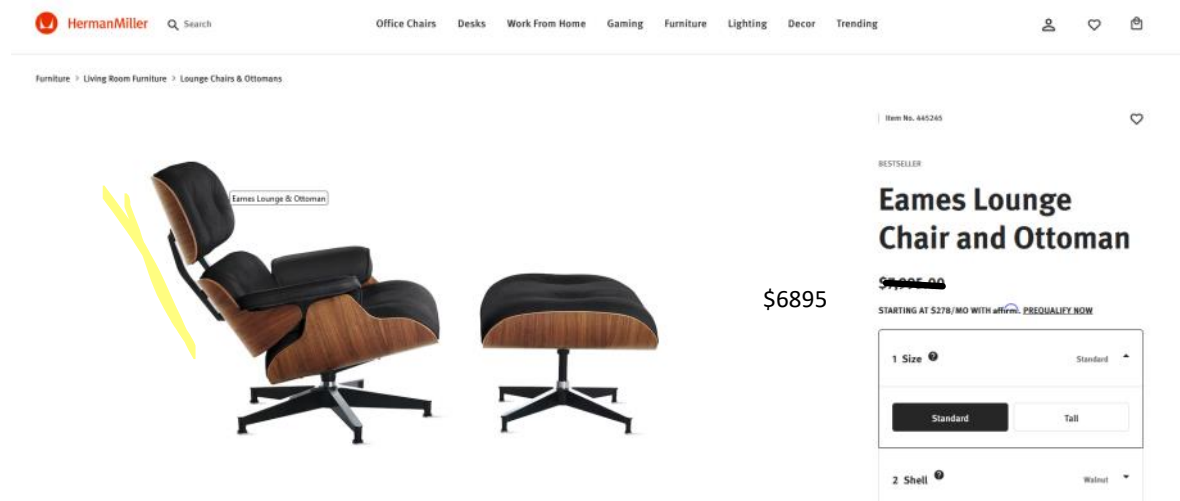 HermanMiller Search Office Chairs Desks Work From Home Gaming Furniture Lighting Decor Trending
Furniture > Living Room Furniture > Lounge Chairs & Ottomans
Item No. 445245
BESTSELLER
Eames Lounge & Ottoman
Eames Lounge
Chair and Ottoman
$6895
STARTING AT $278/MO WITH affirm. PREQUALIFY NOW
1 Size ? Standard
Standard Tall
2 Shell ? Walnut